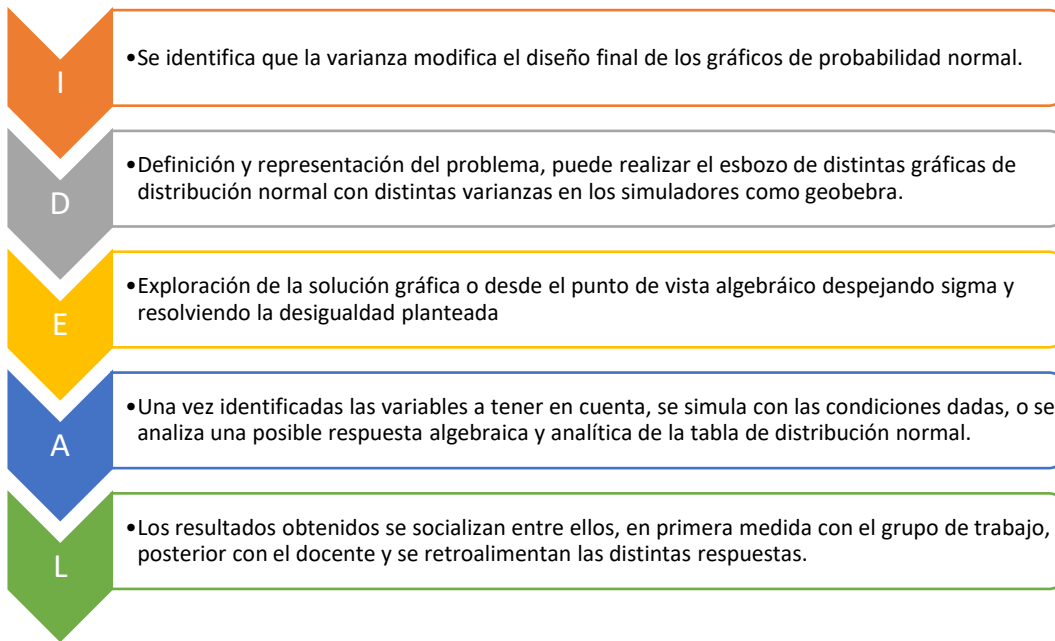 I
•Se identifica que la varianza modifica el diseño final de los gráficos de probabilidad normal.
D
•Definición y representación del problema, puede realizar el esbozo de distintas gráficas de
distribución normal con distintas varianzas en los simuladores como geobebra.
E
•Exploración de la solución gráfica o desde el punto de vista algebráico despejando sigma y
resolviendo la desigualdad planteada
A
•Una vez identificadas las variables a tener en cuenta, se simula con las condiciones dadas, o se
analiza una posible respuesta algebraica y analítica de la tabla de distribución normal.
L
•Los resultados obtenidos se socializan entre ellos, en primera medida con el grupo de trabajo,
posterior con el docente y se retroalimentan las distintas respuestas.